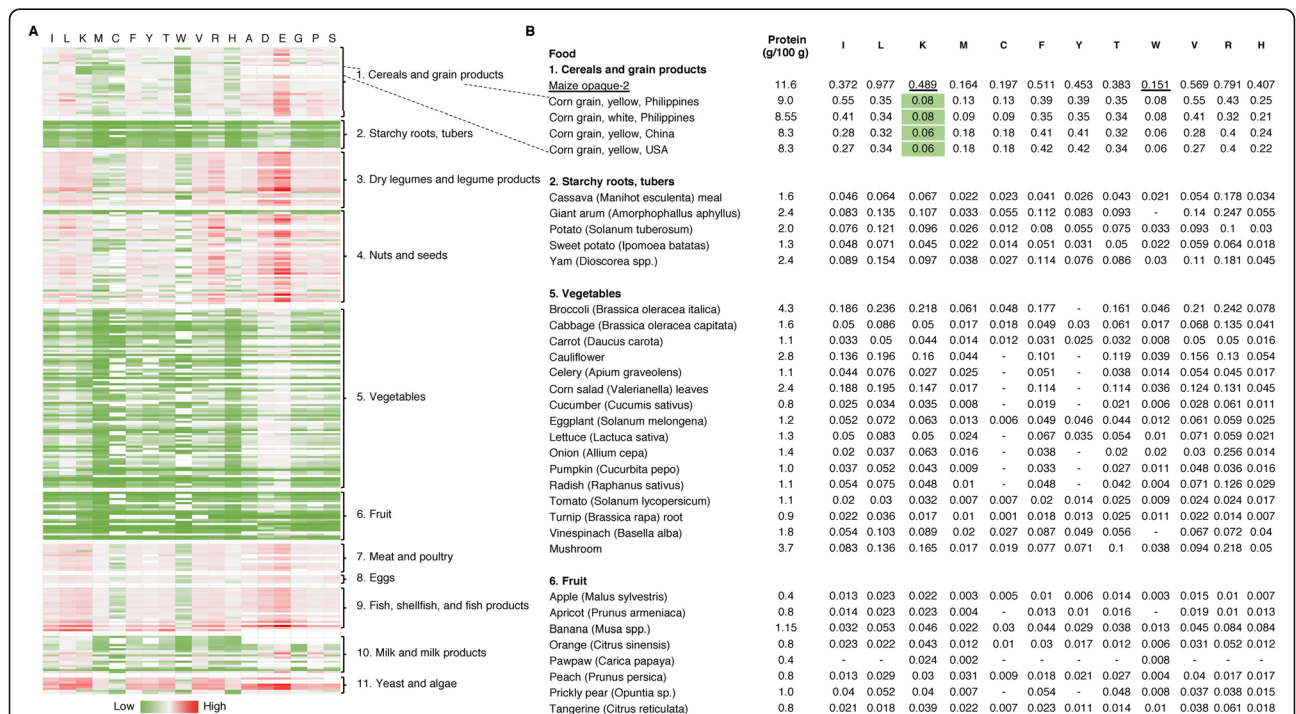 A
I L K M C F Y T W V R H A D E G P S
1. Cereals and grain products
2. Starchy roots, tubers
3. Dry legumes and legume products
4. Nuts and seeds
5. Vegetables
6. Fruit
7. Meat and poultry
8. Eggs
9. Fish, shellfish, and fish products
10. Milk and milk products
11. Yeast and algae
Low High
B
Food Protein (g/100 g) I L K M C F Y T W V R H
1. Cereals and grain products
Maize opaque-2 11.6 0.372 0.977 0.489 0.164 0.197 0.511 0.453 0.383 0.151 0.569 0.791 0.407
Corn grain, yellow, Philippines 9.0 0.55 0.35 0.08 0.13 0.13 0.39 0.39 0.35 0.08 0.55 0.43 0.25
Corn grain, white, Philippines 8.55 0.41 0.34 0.08 0.09 0.09 0.35 0.35 0.34 0.08 0.41 0.32 0.21
Corn grain, yellow, China 8.3 0.28 0.32 0.06 0.18 0.18 0.41 0.41 0.32 0.06 0.28 0.4 0.24
Corn grain, yellow, USA 8.3 0.27 0.34 0.06 0.18 0.18 0.42 0.42 0.34 0.06 0.27 0.4 0.22
2. Starchy roots, tubers
Cassava (Manihot esculenta) meal 1.6 0.046 0.064 0.067 0.022 0.023 0.041 0.026 0.043 0.021 0.054 0.178 0.034
Giant arum (Amorphophallus aphyllus) 2.4 0.083 0.135 0.107 0.033 0.055 0.112 0.083 0.093 - 0.14 0.247 0.055
Potato (Solanum tuberosum) 2.0 0.076 0.121 0.096 0.026 0.012 0.08 0.055 0.075 0.033 0.093 0.1 0.03
Sweet potato (Ipomoea batatas) 1.3 0.048 0.071 0.045 0.022 0.014 0.051 0.031 0.05 0.022 0.059 0.064 0.018
Yam (Dioscorea spp.) 2.4 0.089 0.154 0.097 0.038 0.027 0.114 0.076 0.086 0.03 0.11 0.181 0.045
5. Vegetables
Broccoli (Brassica oleracea italica) 4.3 0.186 0.236 0.218 0.061 0.048 0.177 - 0.161 0.046 0.21 0.242 0.078
Cabbage (Brassica oleracea capitata) 1.6 0.05 0.086 0.05 0.017 0.018 0.049 0.03 0.061 0.017 0.068 0.135 0.041
Carrot (Daucus carota) 1.1 0.033 0.05 0.044 0.014 0.012 0.031 0.025 0.032 0.008 0.05 0.05 0.016
Cauliflower 2.8 0.136 0.196 0.16 0.044 - 0.101 - 0.119 0.039 0.156 0.13 0.054
Celery (Apium graveolens) 1.1 0.044 0.076 0.027 0.025 - 0.051 - 0.038 0.014 0.054 0.045 0.017
Corn salad (Valerianella) leaves 2.4 0.188 0.195 0.147 0.017 - 0.114 - 0.114 0.036 0.124 0.131 0.045
Cucumber (Cucumis sativus) 0.8 0.025 0.034 0.035 0.008 - 0.019 - 0.021 0.006 0.028 0.061 0.011
Eggplant (Solanum melongena) 1.2 0.052 0.072 0.063 0.013 0.006 0.049 0.046 0.044 0.012 0.061 0.059 0.025
Lettuce (Lactuca sativa) 1.3 0.05 0.083 0.05 0.024 - 0.067 0.035 0.054 0.01 0.071 0.059 0.021
Onion (Allium cepa) 1.4 0.02 0.037 0.063 0.016 - 0.038 - 0.02 0.02 0.03 0.256 0.014
Pumpkin (Cucurbita pepo) 1.0 0.037 0.052 0.043 0.009 - 0.033 - 0.027 0.011 0.048 0.036 0.016
Radish (Raphanus sativus) 1.1 0.054 0.075 0.048 0.01 - 0.048 - 0.042 0.004 0.071 0.126 0.029
Tomato (Solanum lycopersicum) 1.1 0.02 0.03 0.032 0.007 0.007 0.02 0.014 0.025 0.009 0.024 0.024 0.017
Turnip (Brassica rapa) root 0.9 0.022 0.036 0.017 0.01 0.001 0.018 0.013 0.025 0.011 0.022 0.014 0.007
Vinespinach (Basella alba) 1.8 0.054 0.103 0.089 0.02 0.027 0.087 0.049 0.056 - 0.067 0.072 0.04
Mushroom 3.7 0.083 0.136 0.165 0.017 0.019 0.077 0.071 0.1 0.038 0.094 0.218 0.05
6. Fruit
Apple (Malus sylvestris) 0.4 0.013 0.023 0.022 0.003 0.005 0.01 0.006 0.014 0.003 0.015 0.01 0.007
Apricot (Prunus armeniaca) 0.8 0.014 0.023 0.023 0.004 - 0.013 0.01 0.016 - 0.019 0.01 0.013
Banana (Musa spp.) 1.15 0.032 0.053 0.046 0.022 0.03 0.044 0.029 0.038 0.013 0.045 0.084 0.084
Orange (Citrus sinensis) 0.8 0.023 0.022 0.043 0.012 0.01 0.03 0.017 0.012 0.006 0.031 0.052 0.012
Pawpaw (Carica papaya) 0.4 - - 0.024 0.002 - - - - 0.008 - - -
Peach (Prunus persica) 0.8 0.013 0.029 0.03 0.031 0.009 0.018 0.021 0.027 0.004 0.04 0.017 0.017
Prickly pear (Opuntia sp.) 1.0 0.04 0.052 0.04 0.007 - 0.054 - 0.048 0.008 0.037 0.038 0.015
Tangerine (Citrus reticulata) 0.8 0.021 0.018 0.039 0.022 0.007 0.023 0.011 0.014 0.01 0.038 0.061 0.018